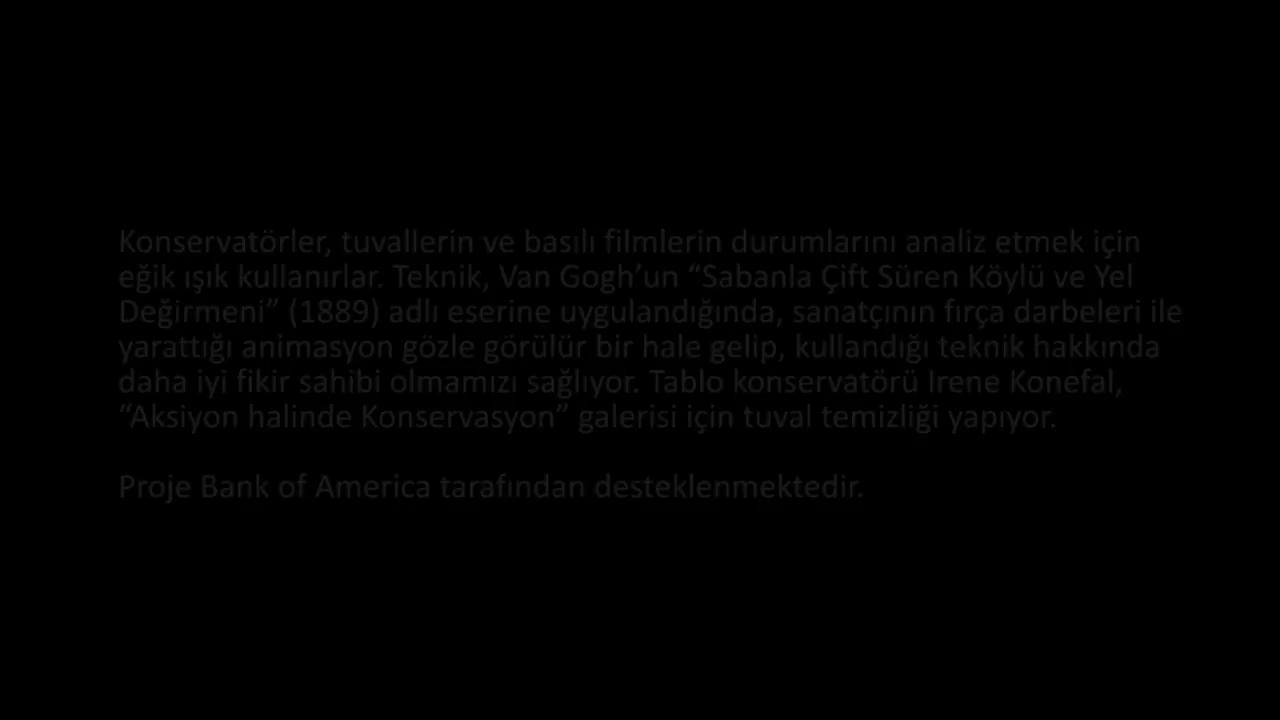 Konservatörler, tuvallerin ve basılı filmlerin durumlarını analiz etmek için
eğik ışık kullanırlar. Teknik, Van Gogh’un “Sabanla Çift Süren Köylü ve Yel
Değirmeni” (1889) adlı eserine uygulandığında, sanatçının fırça darbeleri ile
yarattığı animasyon gözle görülür bir hale gelip, kullandığı teknik hakkında
daha iyi fikir sahibi olmamızı sağlıyor. Tablo konservatörü Irene Konefal,
“Aksiyon halinde Konservasyon” galerisi için tuval temizliği yapıyor.
Proje Bank of America tarafından desteklenmektedir.